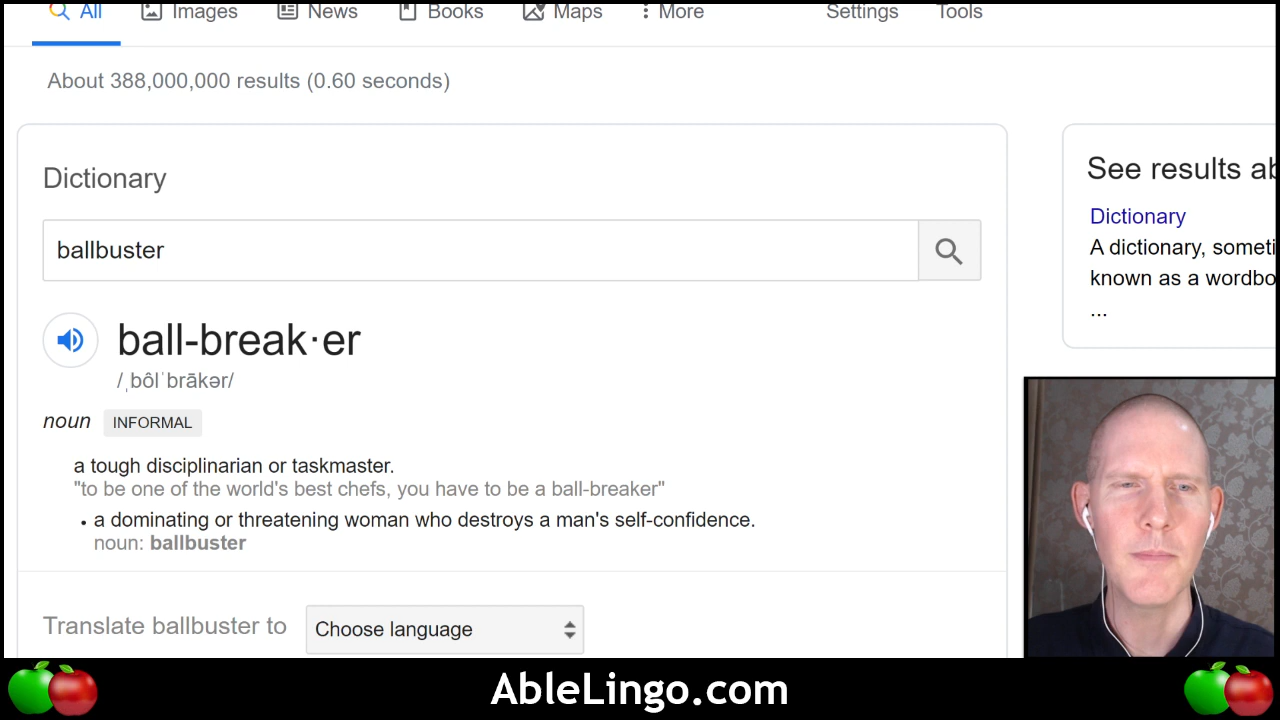 All Images News Books Maps More Settings Tools
About 388,000,000 results (0.60 seconds)
Dictionary
ballbuster
ball-break·er
/ˌbôlˈbrākər/
noun INFORMAL
a tough disciplinarian or taskmaster.
"to be one of the world's best chefs, you have to be a ball-breaker"
• a dominating or threatening woman who destroys a man's self-confidence.
noun: ballbuster
Translate ballbuster to Choose language
See results ab
Dictionary
A dictionary, someti
known as a wordbo
...
AbleLingo.com